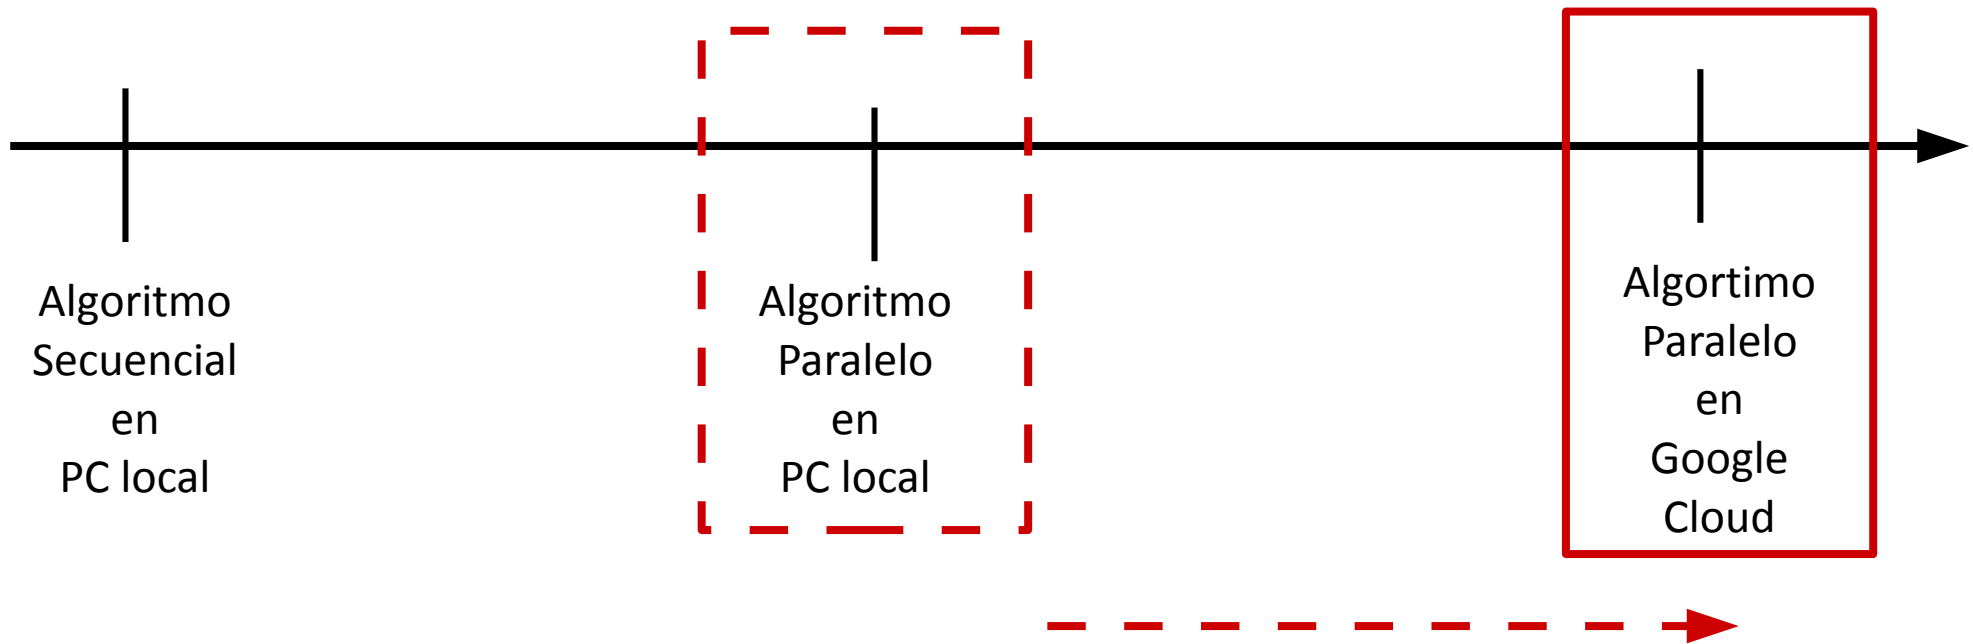 Algoritmo
Secuencial
en
PC local
Algoritmo
Paralelo
en
PC local
Algortimo
Paralelo
en
Google
Cloud